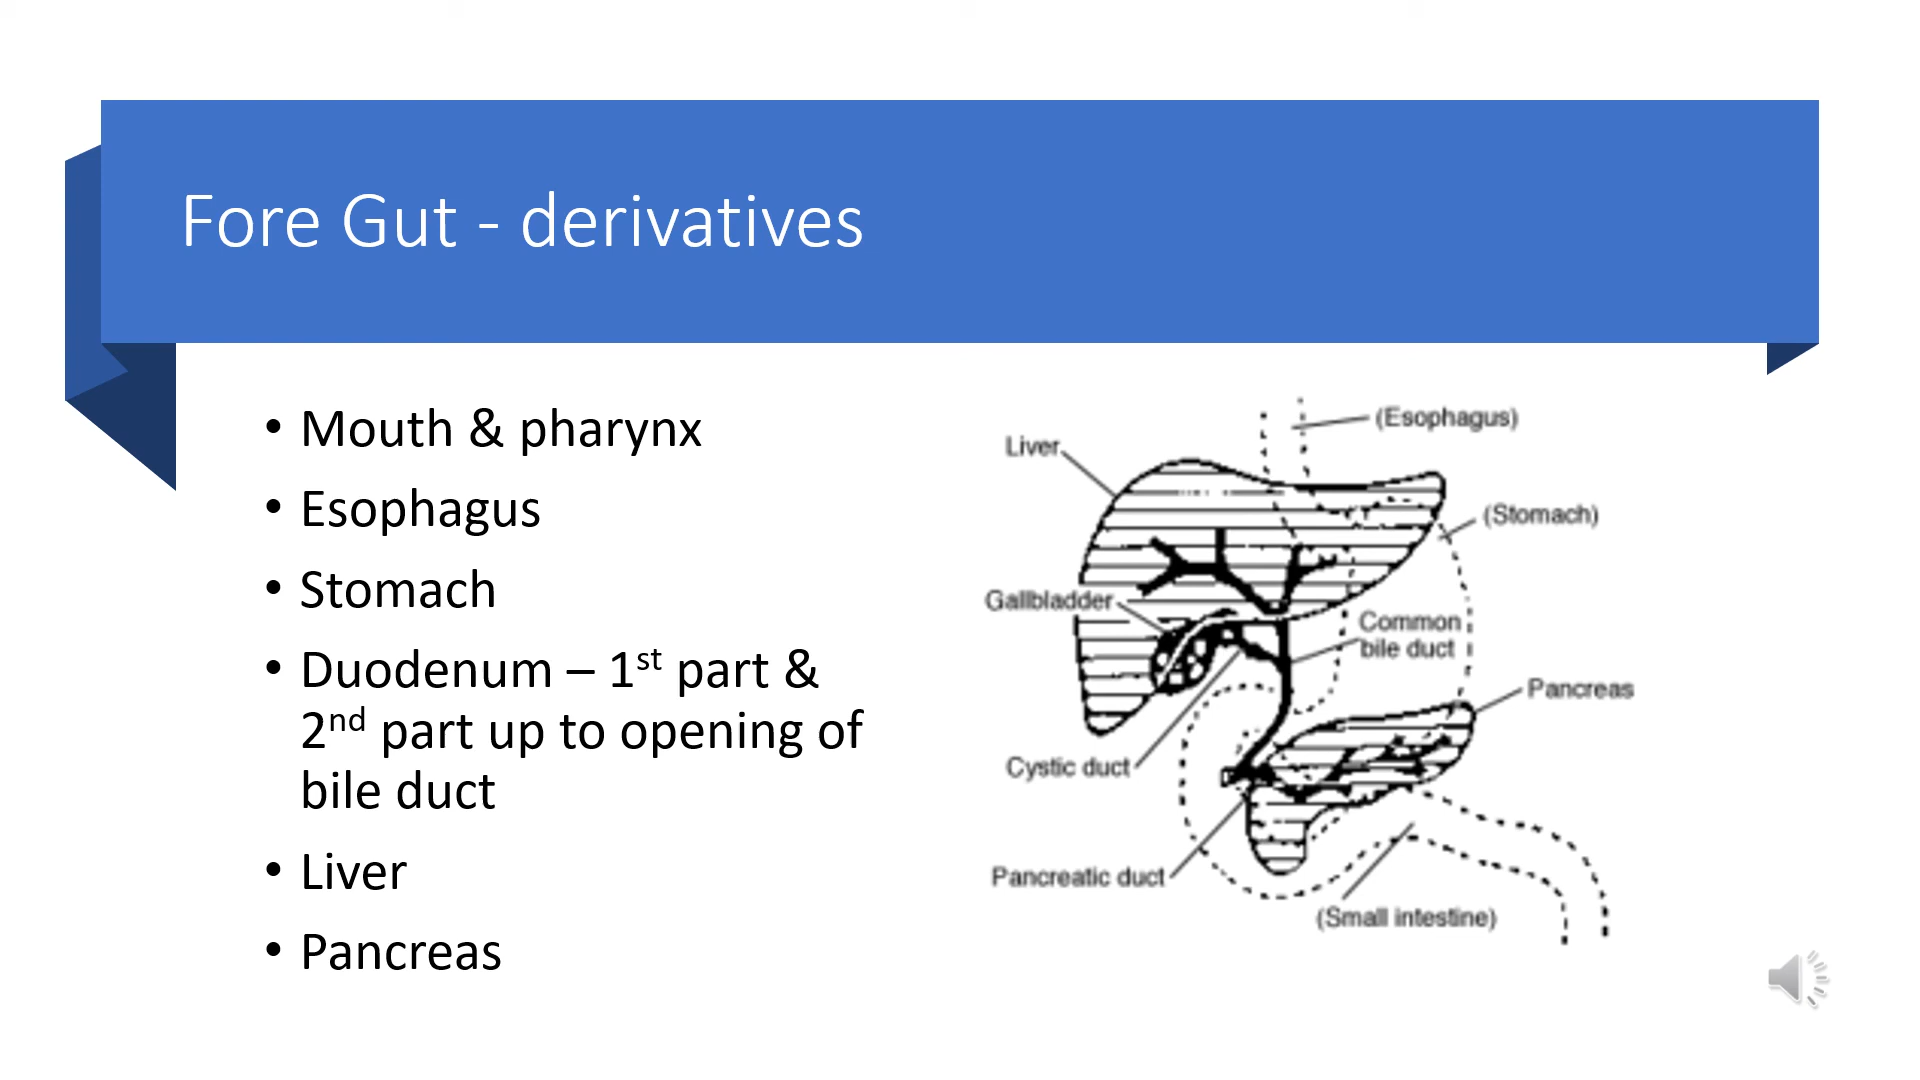 Fore Gut - derivatives
• Mouth & pharynx
• Esophagus
• Stomach
• Duodenum – 1st part &
2nd part up to opening of
bile duct
• Liver
• Pancreas
(Esophagus)
Liver
(Stomach)
Gallbladder
Common
bile duct
Pancreas
Cystic duct
Pancreatic duct
(Small intestine)